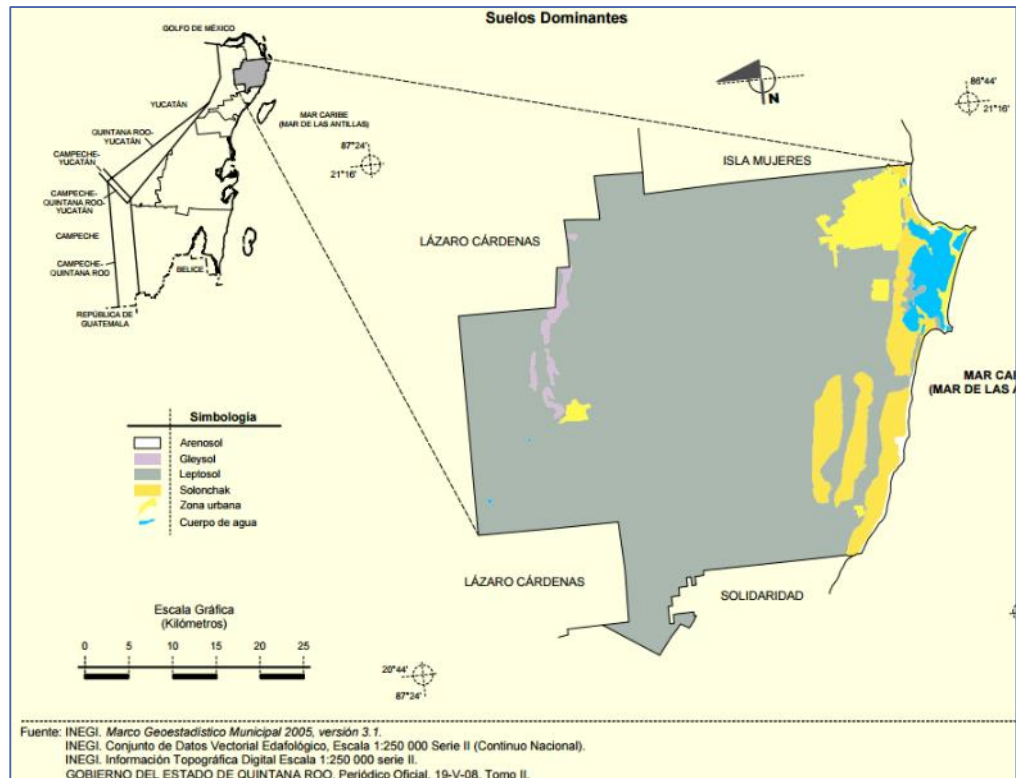 Suelos Dominantes
GOLFO DE MÉXICO
YUCATÁN
QUINTANA ROO-
YUCATÁN
CAMPECHE-
YUCATÁN
CAMPECHE-
QUINTANA ROO-
YUCATÁN
CAMPECHE
CAMPECHE-
QUINTANA ROO
BELICE
REPÚBLICA DE
GUATEMALA
MAR CARIBE
(MAR DE LAS ANTILLAS)
87°24'
21°16'
N
86°44'
21°16'
ISLA MUJERES
LÁZARO CÁRDENAS
MAR CAR
(MAR DE LAS A
LÁZARO CÁRDENAS
SOLIDARIDAD
Simbología
Arenosol
Gleysol
Leptosol
Solonchak
Zona urbana
Cuerpo de agua
Escala Gráfica
(Kilómetros)
0 5 10 15 20 25
20°44'
87°24'
Fuente: INEGI. Marco Geoestadístico Municipal 2005, versión 3.1.
INEGI. Conjunto de Datos Vectorial Edafológico, Escala 1:250 000 Serie II (Continuo Nacional).
INEGI. Información Topográfica Digital Escala 1:250 000 serie II.
GOBIERNO DEL ESTADO DE QUINTANA ROO. Periódico Oficial, 19-V-08, Tomo II.